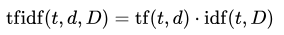 tfidf(t, d, D) = tf(t, d) · idf(t, D)